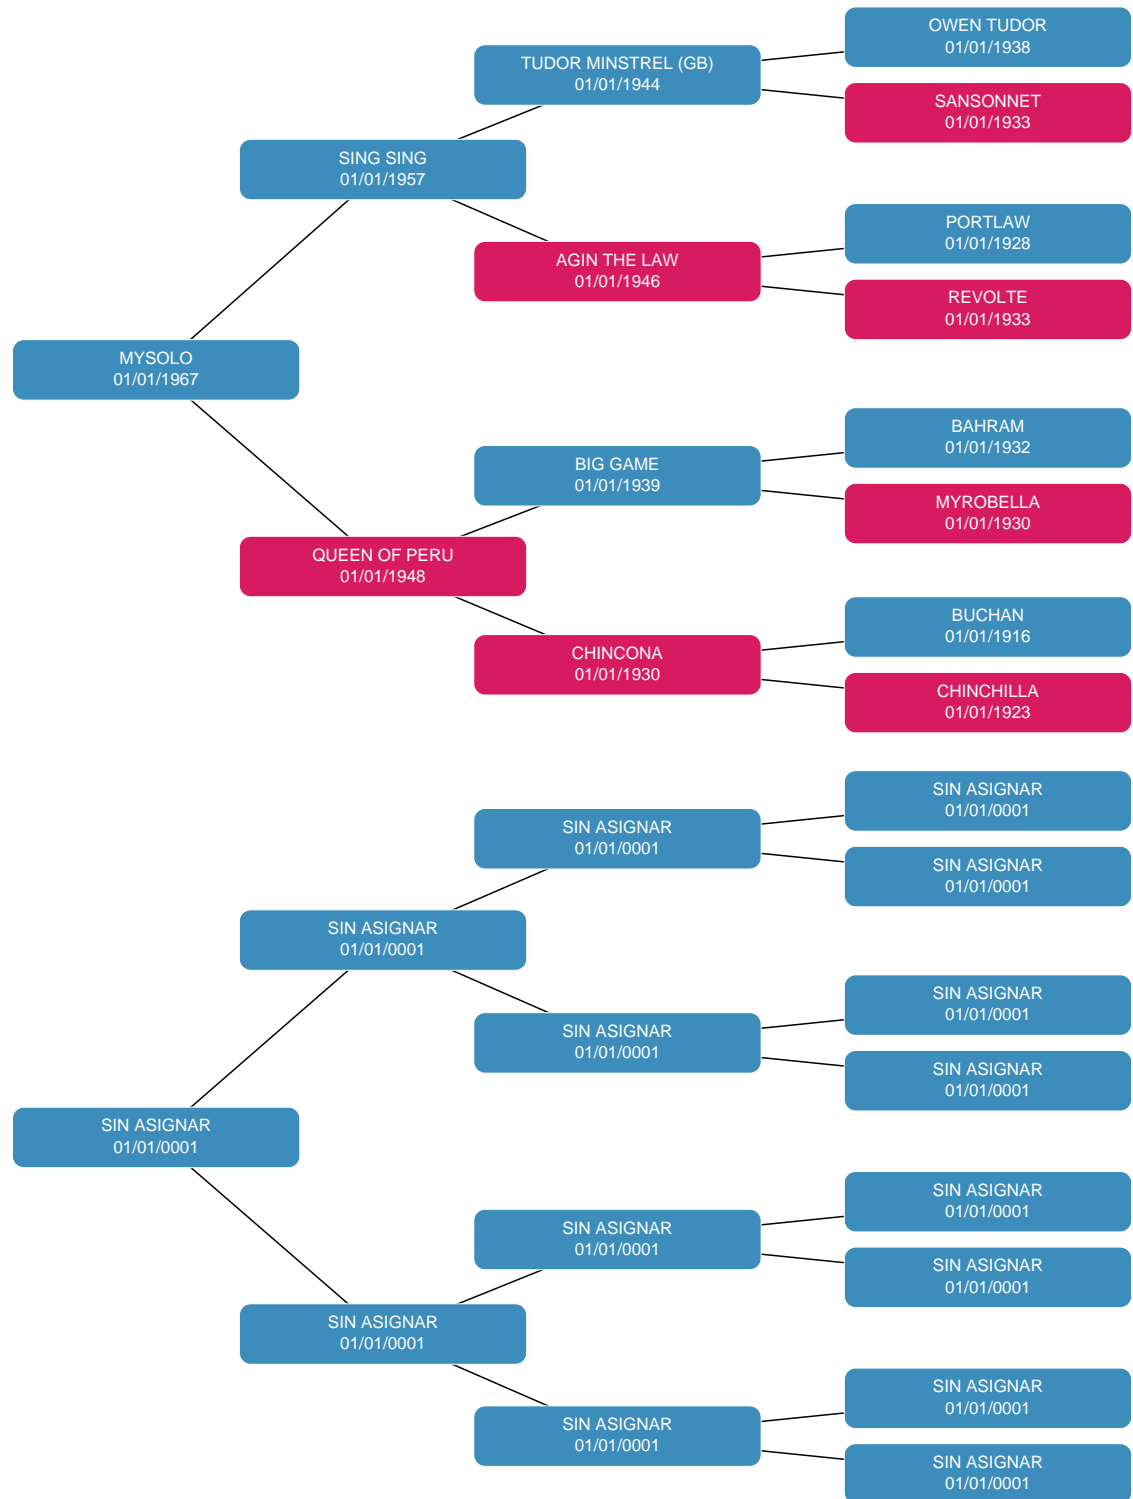 OWEN TUDOR
01/01/1938
TUDOR MINSTREL (GB)
01/01/1944
SANSONNET
01/01/1933
SING SING
01/01/1957
PORTLAW
01/01/1928
AGIN THE LAW
01/01/1946
REVOLTE
01/01/1933
MYSOLO
01/01/1967
BAHRAM
01/01/1932
BIG GAME
01/01/1939
MYROBELLA
01/01/1930
QUEEN OF PERU
01/01/1948
BUCHAN
01/01/1916
CHINCONA
01/01/1930
CHINCHILLA
01/01/1923
SIN ASIGNAR
01/01/0001
SIN ASIGNAR
01/01/0001
SIN ASIGNAR
01/01/0001
SIN ASIGNAR
01/01/0001
SIN ASIGNAR
01/01/0001
SIN ASIGNAR
01/01/0001
SIN ASIGNAR
01/01/0001
SIN ASIGNAR
01/01/0001
SIN ASIGNAR
01/01/0001
SIN ASIGNAR
01/01/0001
SIN ASIGNAR
01/01/0001
SIN ASIGNAR
01/01/0001
SIN ASIGNAR
01/01/0001
SIN ASIGNAR
01/01/0001
SIN ASIGNAR
01/01/0001